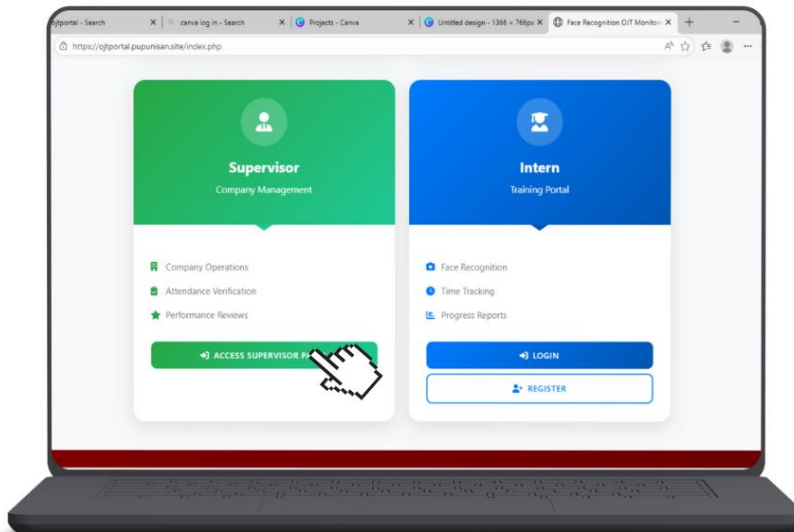 ojtportal - Search
canva log in - Search
Projects - Canva
Untitled design - 1366 × 768px
Face Recognition OJT Monitori
https://ojtportal.pupunisan.site/index.php
Supervisor
Company Management
Company Operations
Attendance Verification
Performance Reviews
ACCESS SUPERVISOR
Intern
Training Portal
Face Recognition
Time Tracking
Progress Reports
LOGIN
REGISTER